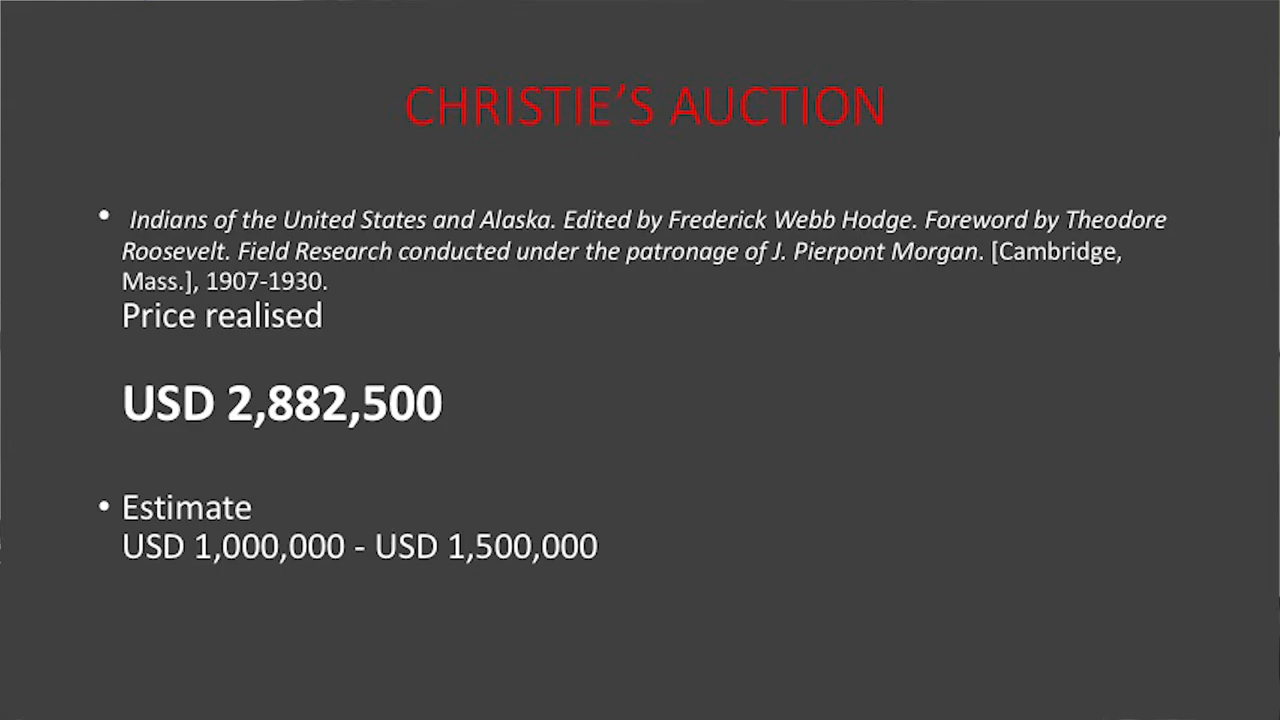 CHRISTIE’S AUCTION
• Indians of the United States and Alaska. Edited by Frederick Webb Hodge. Foreword by Theodore
Roosevelt. Field Research conducted under the patronage of J. Pierpont Morgan. [Cambridge,
Mass.], 1907-1930.
Price realised
USD 2,882,500
• Estimate
USD 1,000,000 - USD 1,500,000